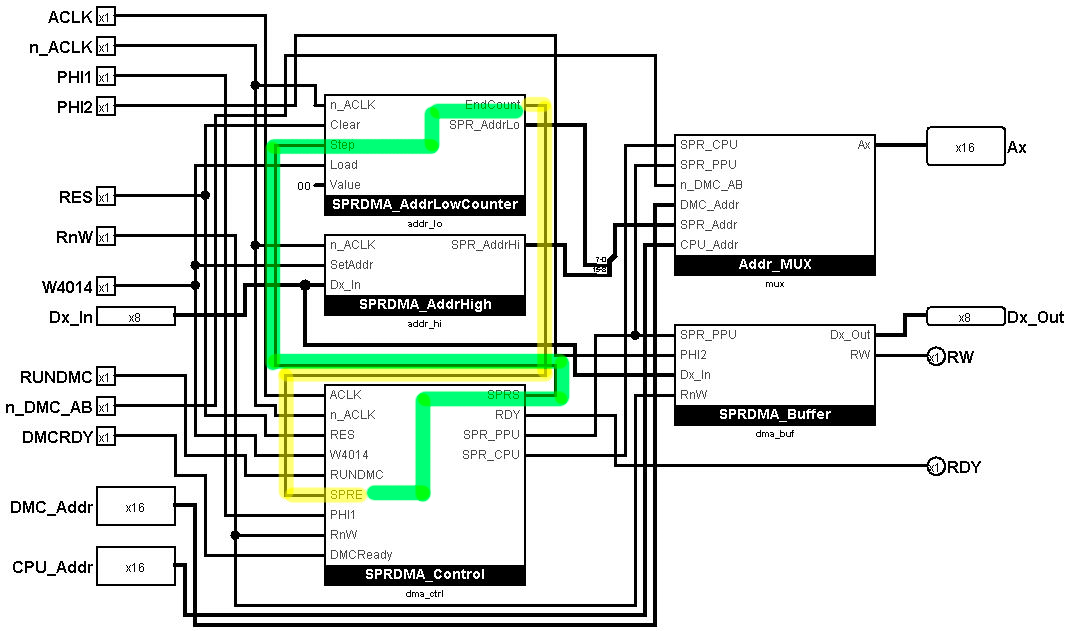 ACLK x1
n_ACLK x1
PHI1 x1
PHI2 x1
RES x1
RnW x1
W4014 x1
Dx_In x8
RUNDMC x1
n_DMC_AB x1
DMCRDY x1
DMC_Addr x16
CPU_Addr x16
n_ACLK EndCount
Clear SPR_AddrLo
Step
Load
00 Value
SPRDMA_AddrLowCounter
addr_lo
n_ACLK SPR_AddrHi
SetAddr
Dx_In
SPRDMA_AddrHigh
addr_hi
7-0
15-8
ACLK SPRS
n_ACLK RDY
RES SPR_PPU
W4014 SPR_CPU
RUNDMC
SPRE
PHI1
RnW
DMCReady
SPRDMA_Control
dma_ctrl
SPR_CPU Ax
SPR_PPU
n_DMC_AB
DMC_Addr
SPR_Addr
CPU_Addr
Addr_MUX
mux
SPR_PPU Dx_Out
PHI2 RW
Dx_In
RnW
SPRDMA_Buffer
dma_buf
x16 Ax
x8 Dx_Out
x1 RW
x1 RDY